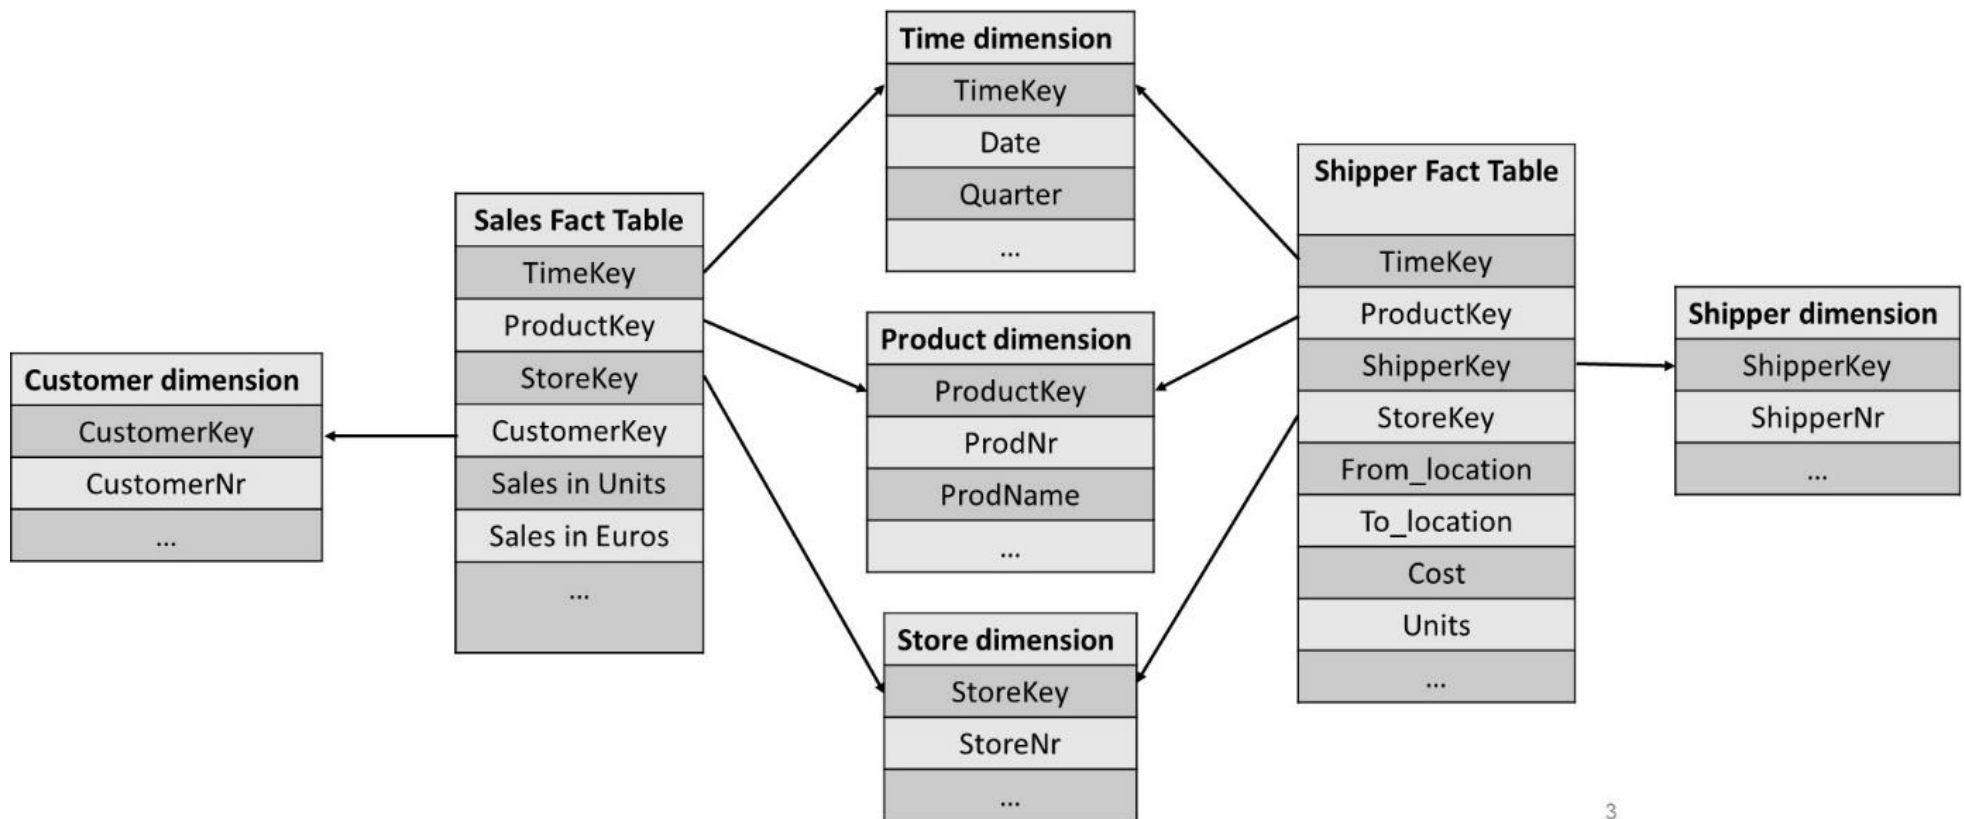 Time dimension
TimeKey
Date
Quarter
...
Sales Fact Table
TimeKey
ProductKey
StoreKey
CustomerKey
Sales in Units
Sales in Euros
...
Customer dimension
CustomerKey
CustomerNr
...
Product dimension
ProductKey
ProdNr
ProdName
...
Store dimension
StoreKey
StoreNr
...
Shipper Fact Table
TimeKey
ProductKey
ShipperKey
StoreKey
From_location
To_location
Cost
Units
...
Shipper dimension
ShipperKey
ShipperNr
...
3